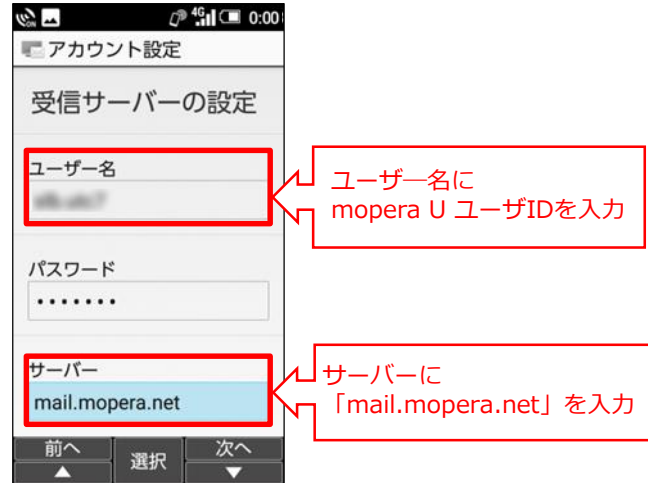 4G 0:00
アカウント設定
受信サーバーの設定
ユーザー名
ユーザ―名に
mopera U ユーザIDを入力
パスワード
•••••••
サーバー
mail.mopera.net
サーバーに
「mail.mopera.net」を入力
前へ 選択 次へ
▲ ▼